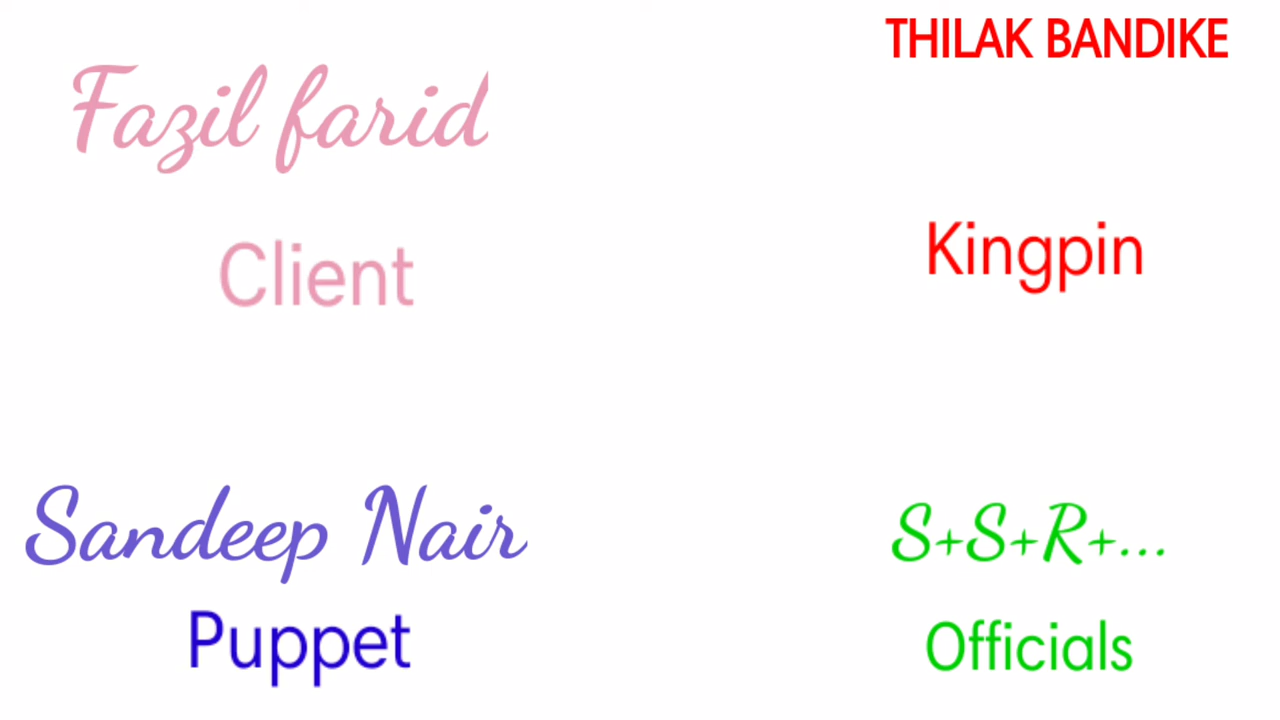 Fazil farid
Client
THILAK BANDIKE
Kingpin
Sandeep Nair
Puppet
S+S+R+...
Officials